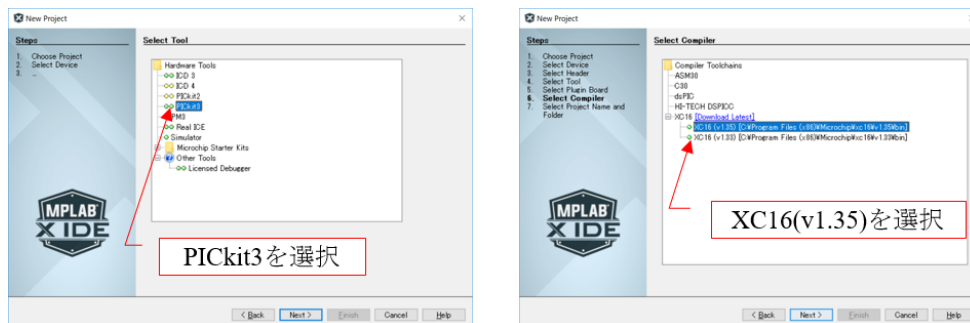 New Project
Steps
1. Choose Project
2. Select Device
3. ...
Select Tool
Hardware Tools
ICD 3
ICD 4
PICkit2
PICkit3
PM3
Real ICE
Simulator
Microchip Starter Kits
Other Tools
Licensed Debugger
MPLAB
X IDE
PICkit3を選択
< Back Next > Finish Cancel Help
New Project
Steps
1. Choose Project
2. Select Device
3. Select Header
4. Select Tool
5. Select Plugin Board
6. Select Compiler
7. Select Project Name and
Folder
Select Compiler
Compiler Toolchains
ASM30
C30
dsPIC
HI-TECH DSPICC
XC16 [Download Latest]
XC16 (v1.35) [C:¥Program Files (x86)¥Microchip¥xc16¥v1.35¥bin]
XC16 (v1.33) [C:¥Program Files (x86)¥Microchip¥xc16¥v1.33¥bin]
MPLAB
X IDE
XC16(v1.35)を選択
< Back Next > Finish Cancel Help